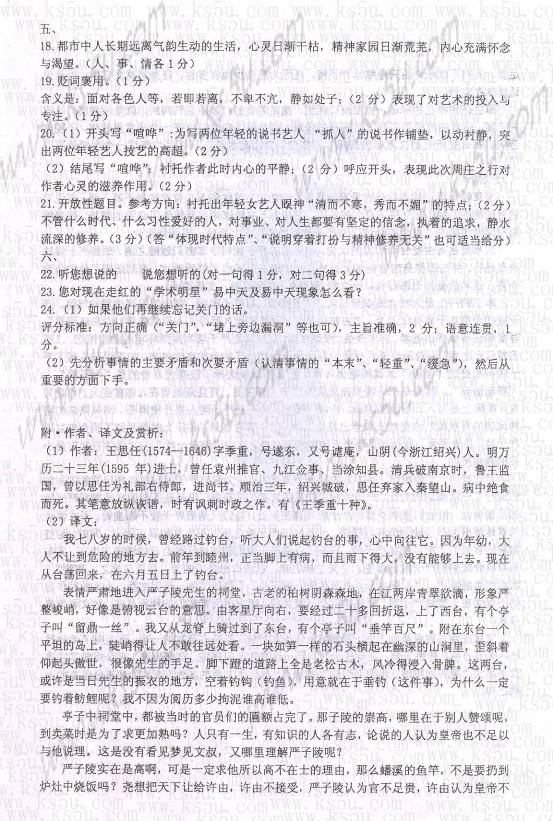 五、
18.都市中人长期远离气韵生动的生活，心灵日渐干枯，精神家园日渐荒芜，内心充满怀念
与渴望。（人、事、情各1分）
19.贬词褒用。（1分）
含义是：面对各色人等，若即若离，不卑不亢，静如处子；（2分）表现了对艺术的投入与
专注。（1分）
20.（1）开头写“喧哗”：为写两位年轻的说书艺人 “抓人”的说书作铺垫，以动衬静，突
出两位年轻艺人技艺的高超。（2分）
（2）结尾写“喧哗”：衬托作者此时内心的平静；（2分）呼应开头，表现此次周庄之行对
作者心灵的滋养作用。（2分）
21.开放性题目。参考方向：衬托出年轻女艺人眼神“清而不寒，秀而不媚”的特点；（2分）
不管什么时代、什么习性爱好的人，对事业、对人生都要有坚定的信念，执着的追求，静水
流深的修养。（3分）（答“体现时代特点”、“说明穿着打扮与精神修养无关”也可适当给分）
六、
22.听您想说的 说您想听的(对一句得1分，对二句得3分)
23.您对现在走红的“学术明星”易中天及易中天现象怎么看？
24.（1）如果他们再继续忘记关门的话。
评分标准：方向正确（“关门”，“堵上旁边漏洞”等也可），主旨准确，2分；语意连贯，1
分。
（2）先分析事情的主要矛盾和次要矛盾（认清事情的“本末”、“轻重”、“缓急”），然后从
重要的方面下手。
附·作者、译文及赏析：
（1）作者：王思任(1574—1646)字季重，号遂东，又号谑庵，山阴(今浙江绍兴)人。明万
历二十三年(1595 年)进士，曾任袁州推官、九江佥事、当涂知县。清兵破南京时，鲁王监
国，曾以思任为礼部右侍郎，进尚书。顺治三年，绍兴城破，思任弃家入秦望山。病中绝食
而死。其笔意放纵诙谐，时有讽刺时政之作。有《王季重十种》。
（2）译文：
我七八岁的时候，曾经路过钓台，听大人们说起钓台的事，心中向往它。因为年幼，大
人不让到危险的地方去。前年到睦州，正当脚上有病，而且雨下得大，没有能够上去。现在
从台荡回来，在六月五日上了钓台。
表情严肃地进入严子陵先生的祠堂，古老的柏树阴森森地，在江两岸青翠欲滴，形象严
整峻峭，好像是俯视云台的意思。由客星厅向右，要经过二十多回折返，上了西台，有个亭
子叫“留鼎一丝”。我又从龙脊上骑过到了东台，有个亭子叫“垂竿百尺”。附在东台一个
平坦的岛上，陡峭得让人不敢往远处看。一块如笋一样的石头横起在幽深的山涧里，歪斜着
仰起头傲世，很像先生的手足。脚下蹬的道路上全是老松古木，风冷得浸入骨脾。这两台，
或许是当日先生的振衣的地方，空着钓钩（钓鱼），用意就在于垂钓（这件事），为什么一定
要钓着鲂鲤呢？我不因为阅历多少拘泥谁高谁低。
亭子中祠堂中，都被当时的官员们的匾额占完了。那子陵的崇高，哪里在于别人赞颂呢，
到卖菜时是为了求更加熟吗？人只有一生，有知识的人各有志，论说的人认为皇帝也不足以
与他说理。这是没有看见梦见文叔，又哪里理解严子陵呢？
严子陵实在是高啊，可是一定求他所以高不在士的理由，那么蟠溪的鱼竿，不是要扔到
炉灶中烧饭吗？尧想把天下让给许由，许由不接受，严子陵认为官不足贵，许由认为皇帝不